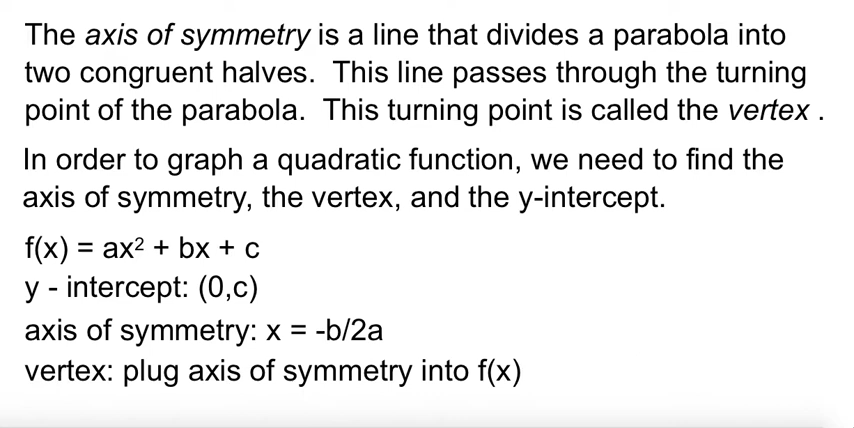 The axis of symmetry is a line that divides a parabola into
two congruent halves.  This line passes through the turning
point of the parabola.  This turning point is called the vertex .
In order to graph a quadratic function, we need to find the
axis of symmetry, the vertex, and the y-intercept.
f(x) = ax² + bx + c
y - intercept: (0,c)
axis of symmetry: x = -b/2a
vertex: plug axis of symmetry into f(x)